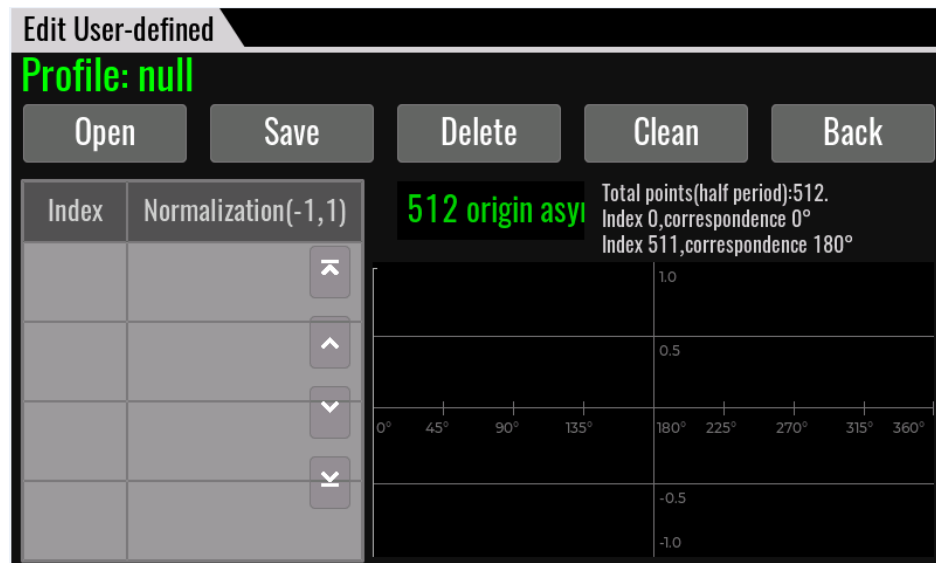 Edit User-defined
Profile: null
Open Save Delete Clean Back
Index Normalization(-1,1)
512 origin asy
Total points(half period):512.
Index 0,correspondence 0°
Index 511,correspondence 180°
1.0
0.5
0° 45° 90° 135° 180° 225° 270° 315° 360°
-0.5
-1.0